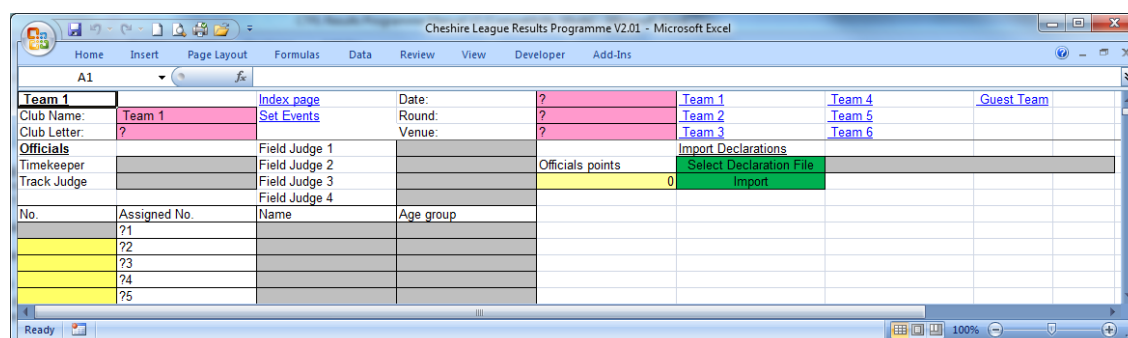 Cheshire League Results Programme V2.01 - Microsoft Excel
Home Insert Page Layout Formulas Data Review View Developer Add-Ins
A1 fx
Team 1 Index page Date: ? Team 1 Team 4 Guest Team
Club Name: Team 1 Set Events Round: ? Team 2 Team 5
Club Letter: ? Venue: ? Team 3 Team 6
Officials Field Judge 1 Import Declarations
Timekeeper Field Judge 2 Officials points Select Declaration File
Track Judge Field Judge 3 0 Import
Field Judge 4
No. Assigned No. Name Age group
?1
?2
?3
?4
?5
Ready 100%